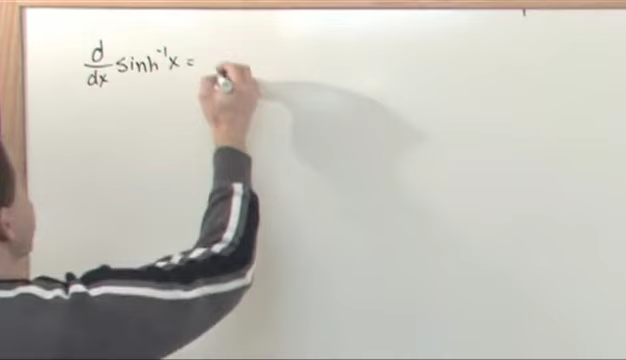 d/dx sinh⁻¹x =